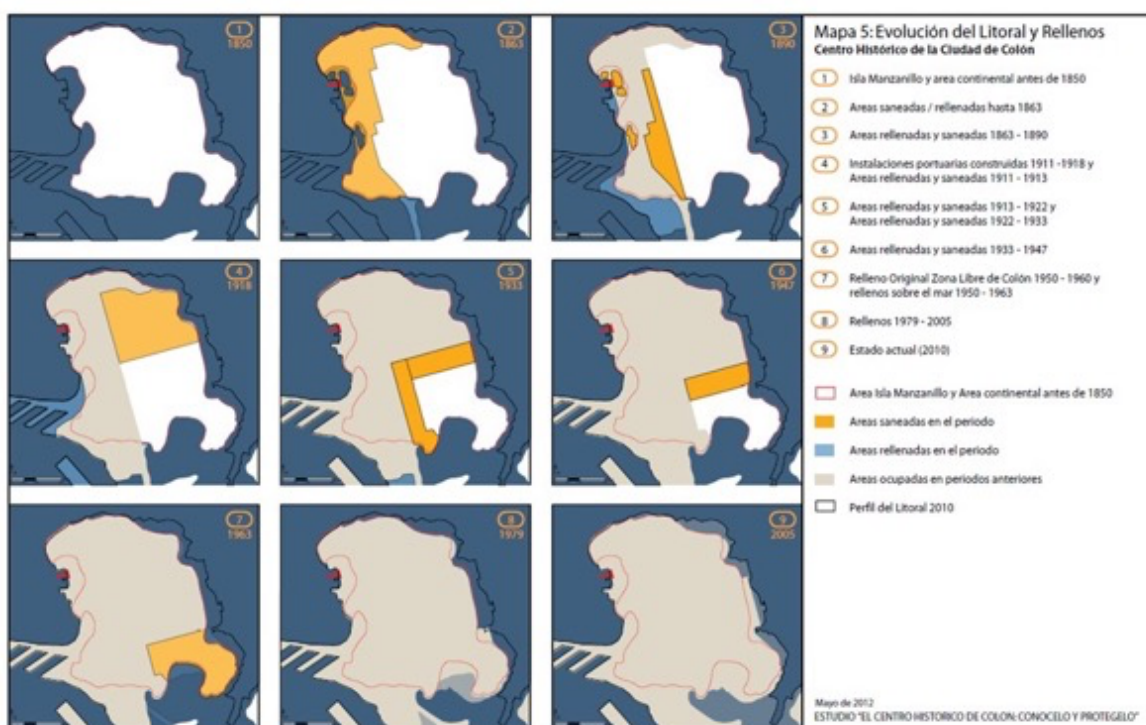 1
1850
2
1863
3
1890
4
1918
5
1933
6
1947
7
1963
8
1979
9
2005
Mapa 5: Evolución del Litoral y Rellenos
Centro Histórico de la Ciudad de Colón
1 Isla Manzanillo y area continental antes de 1850
2 Areas saneadas / rellenadas hasta 1863
3 Areas rellenadas y saneadas 1863 - 1890
4 Instalaciones portuarias construidas 1911 -1918 y
Areas rellenadas y saneadas 1911 - 1913
5 Areas rellenadas y saneadas 1913 - 1922 y
Areas rellenadas y saneadas 1922 - 1933
6 Areas rellenadas y saneadas 1933 - 1947
7 Relleno Original Zona Libre de Colón 1950 - 1960 y
rellenos sobre el mar 1950 - 1963
8 Rellenos 1979 - 2005
9 Estado actual (2010)
Area Isla Manzanillo y Area continental antes de 1850
Areas saneadas en el periodo
Areas rellenadas en el periodo
Areas ocupadas en periodos anteriores
Perfil del Litoral 2010
Mayo de 2012
ESTUDIO "EL CENTRO HISTORICO DE COLON: CONOCELO Y PROTEGELO"